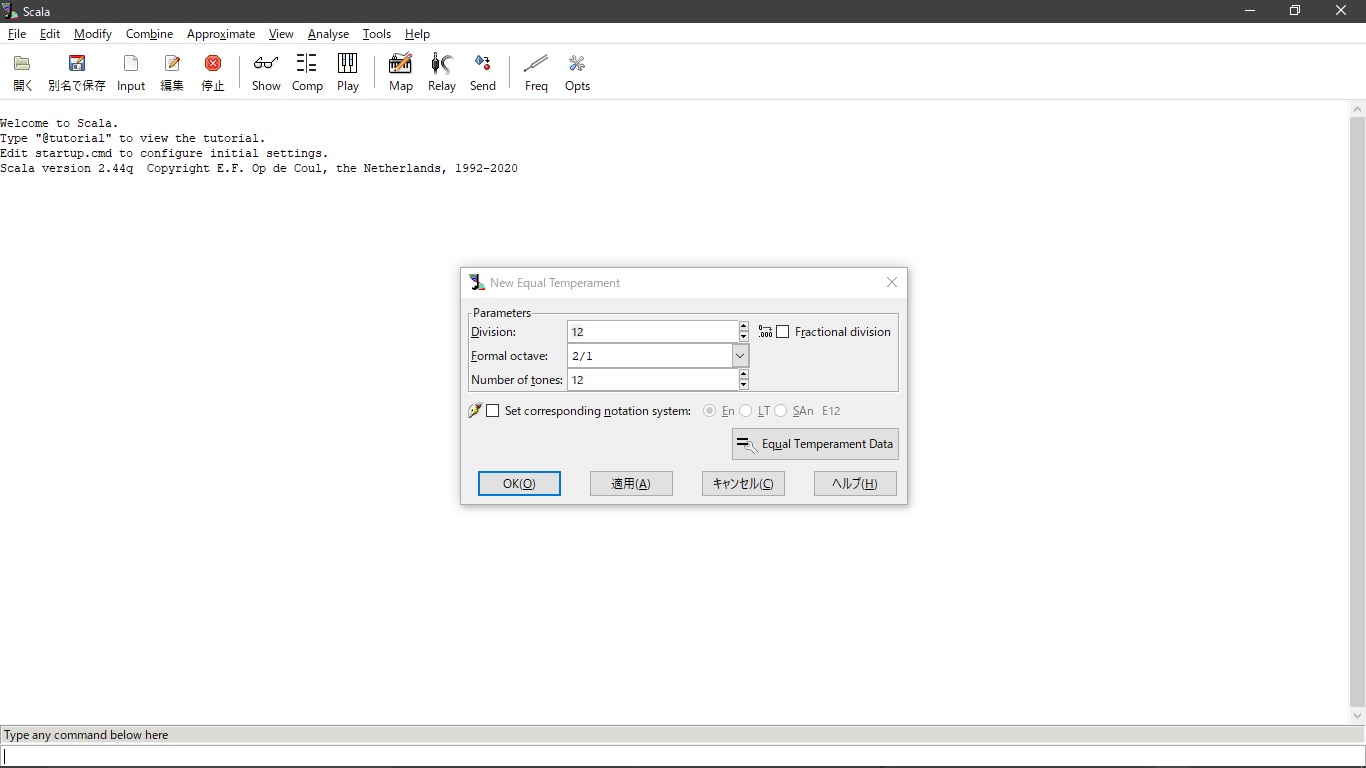 Scala
File Edit Modify Combine Approximate View Analyse Tools Help
開く 別名で保存 Input 編集 停止 Show Comp Play Map Relay Send Freq Opts
Welcome to Scala.
Type "@tutorial" to view the tutorial.
Edit startup.cmd to configure initial settings.
Scala version 2.44q  Copyright E.F. Op de Coul, the Netherlands, 1992-2020
New Equal Temperament
Parameters
Division: 12 0 .000 Fractional division
Formal octave: 2/1
Number of tones: 12
Set corresponding notation system: En LT SAn E12
Equal Temperament Data
OK(O) 適用(A) キャンセル(C) ヘルプ(H)
Type any command below here